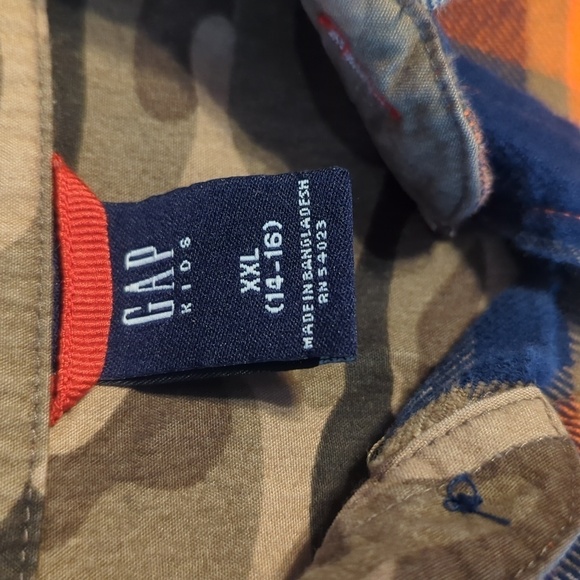 GAP
KIDS
XXL
(14-16)
MADE IN BANGLADESH
RN 54023